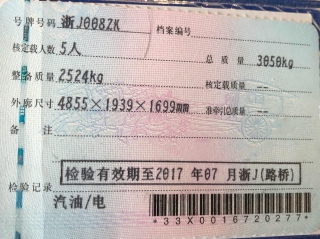 号牌号码 浙J008ZK 档案编号
核定载人数 5人 总质量 3050kg
整备质量 2524kg 核定载质量 --
外廓尺寸 4855×1939×1699mm 准牵引总质量 --
备注
检验有效期至2017年07月浙J(路桥)
检验记录
汽油/电
*33X0016720277*